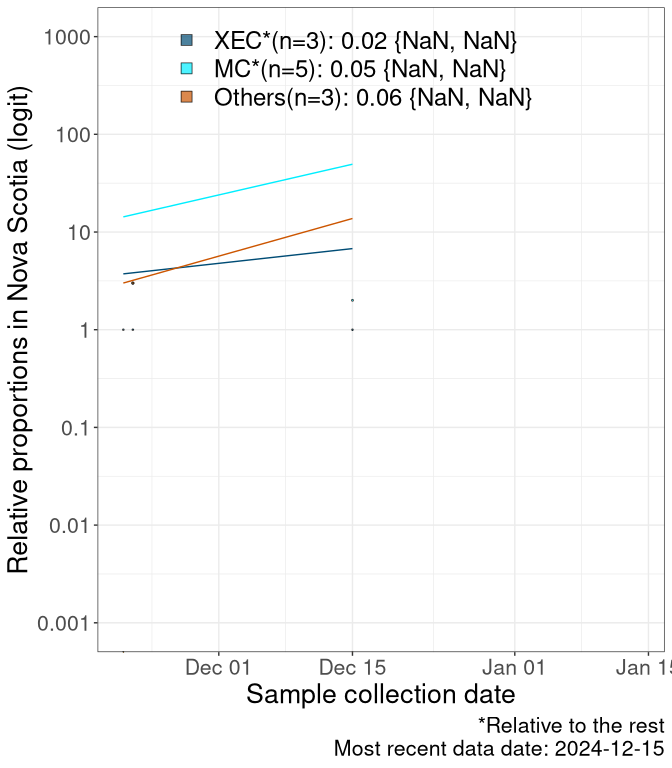 XEC*(n=3): 0.02 {NaN, NaN}
MC*(n=5): 0.05 {NaN, NaN}
Others(n=3): 0.06 {NaN, NaN}
Relative proportions in Nova Scotia (logit)
1000
100
10
1
0.1
0.01
0.001
Dec 01
Dec 15
Jan 01
Jan 15
Sample collection date
*Relative to the rest
Most recent data date: 2024-12-15